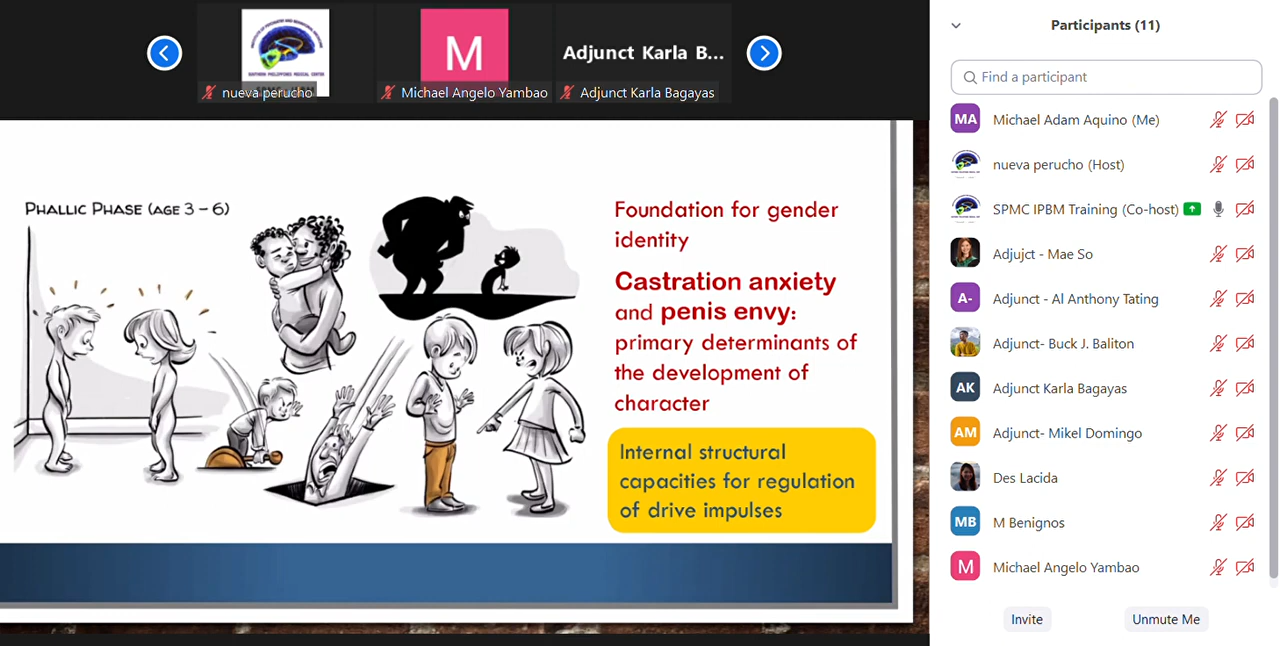 nueva perucho
M
Michael Angelo Yambao
Adjunct Karla B...
Adjunct Karla Bagayas
PHALLIC PHASE (AGE 3 – 6)
Foundation for gender
identity
Castration anxiety
and penis envy:
primary determinants of
the development of
character
Internal structural
capacities for regulation
of drive impulses
Participants (11)
Find a participant
MA
Michael Adam Aquino (Me)
nueva perucho (Host)
SPMC IPBM Training (Co-host)
Adjujct - Mae So
A-
Adjunct - Al Anthony Tating
Adjunct- Buck J. Baliton
AK
Adjunct Karla Bagayas
AM
Adjunct- Mikel Domingo
Des Lacida
MB
M Benignos
M
Michael Angelo Yambao
Invite
Unmute Me